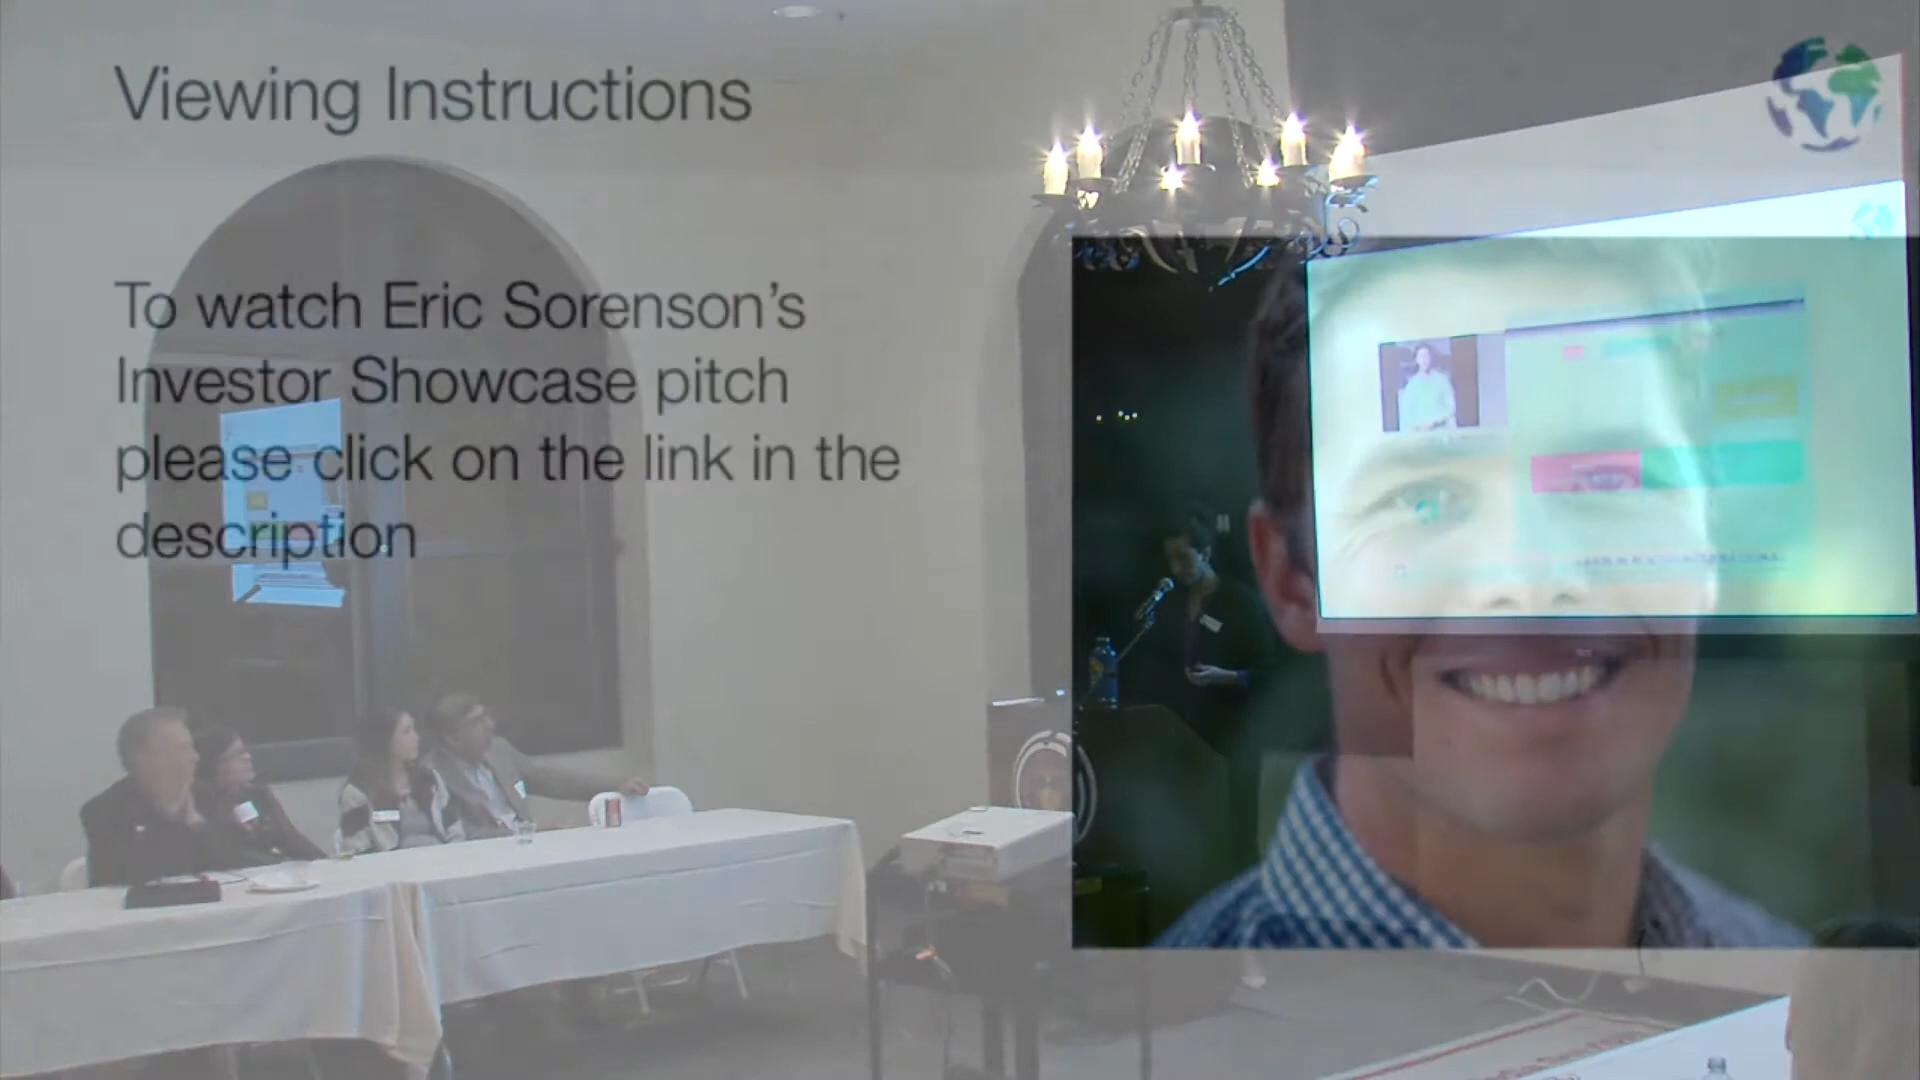 Viewing Instructions
To watch Eric Sorenson’s
Investor Showcase pitch
please click on the link in the
description